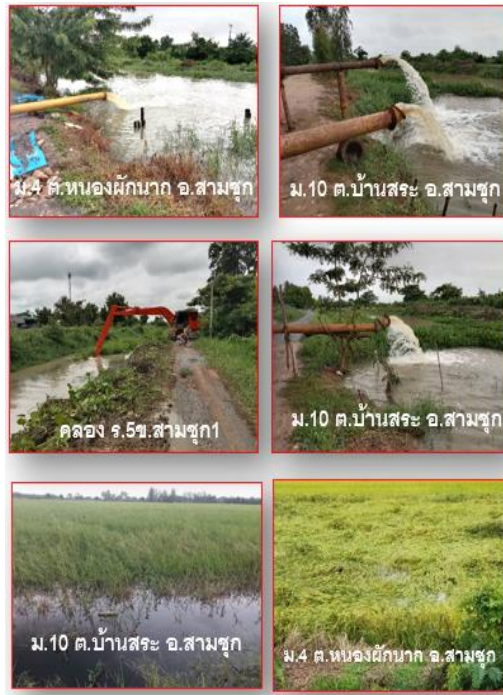 ม.4 ต.หนองผักนาก อ.สามชุก
ม.10 ต.บ้านสระ อ.สามชุก
คลอง ร.5ข.สามชุก1
ม.10 ต.บ้านสระ อ.สามชุก
ม.10 ต.บ้านสระ อ.สามชุก
ม.4 ต.หนองผักนาก อ.สามชุก